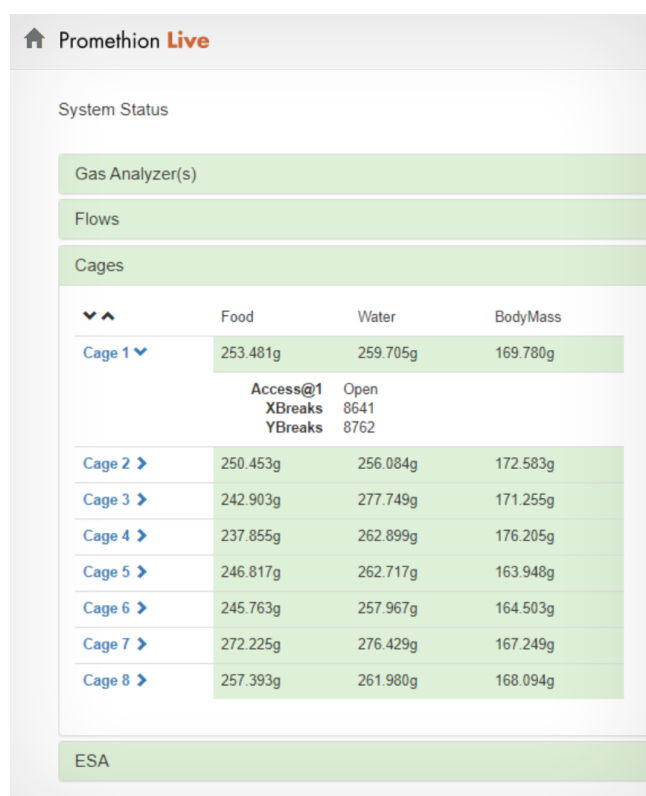 Promethion Live
System Status
Gas Analyzer(s)
Flows
Cages
Food Water BodyMass
Cage 1 253.481g 259.705g 169.780g
Access@1 Open
XBreaks 8641
YBreaks 8762
Cage 2 250.453g 256.084g 172.583g
Cage 3 242.903g 277.749g 171.255g
Cage 4 237.855g 262.899g 176.205g
Cage 5 246.817g 262.717g 163.948g
Cage 6 245.763g 257.967g 164.503g
Cage 7 272.225g 276.429g 167.249g
Cage 8 257.393g 261.980g 168.094g
ESA